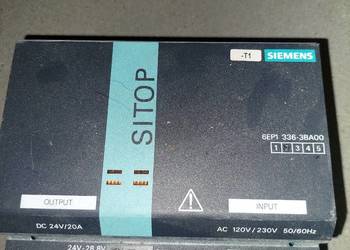 -T1
SIEMENS
SITOP
6EP1 336-3BA00
1 2 3 4 5
OUTPUT
INPUT
DC 24V/20A
AC 120V/230V 50/60Hz
24V-28.8V